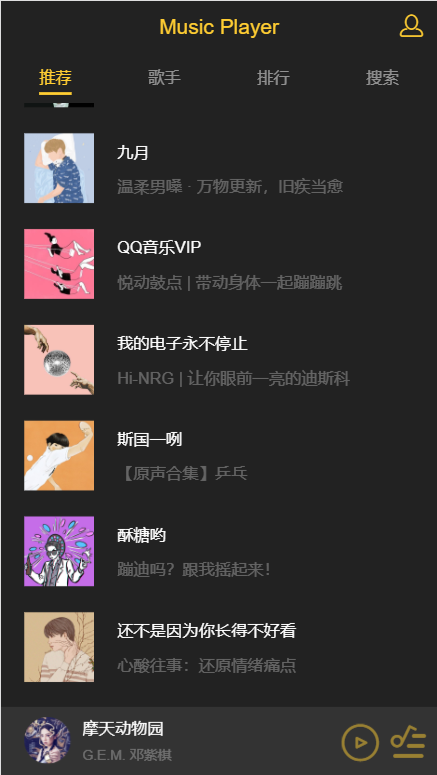 Music Player
推荐 歌手 排行 搜索
九月
温柔男嗓 · 万物更新，旧疾当愈
QQ音乐VIP
悦动鼓点 | 带动身体一起蹦蹦跳
我的电子永不停止
Hi-NRG | 让你眼前一亮的迪斯科
斯国一咧
【原声合集】乒乓
酥糖哟
蹦迪吗？跟我摇起来！
还不是因为你长得不好看
心酸往事：还原情绪痛点
摩天动物园
G.E.M. 邓紫棋